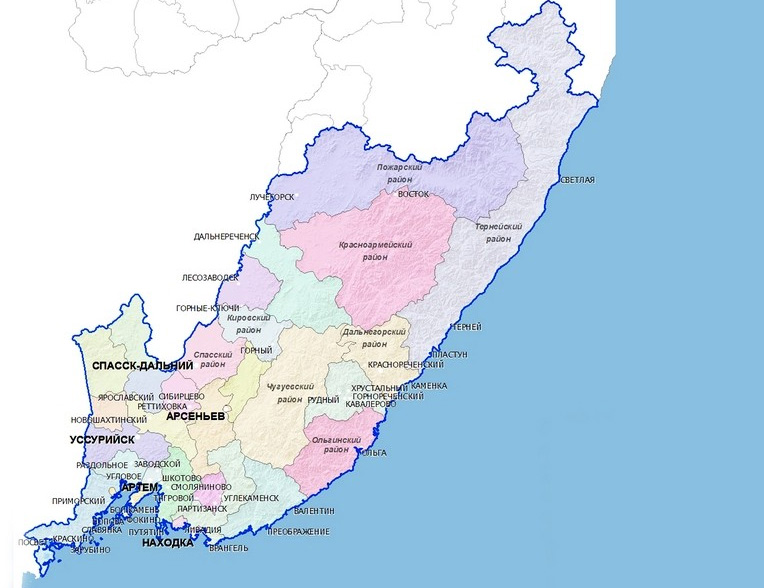 Пожарский
район
ЛУЧЕГОРСК
ВОСТОК
СВЕТЛАЯ
Тернейский
район
ДАЛЬНЕРЕЧЕНСК
Красноармейский
район
ЛЕСОЗАВОДСК
ГОРНЫЕ-КЛЮЧИ
Кировский
район
ТЕРНЕЙ
Дальнегорский
район
ГОРНЫЙ
Спасский
район
ПЛАСТУН
СПАССК-ДАЛЬНИЙ
КРАСНОРЕЧЕНСКИЙ
Чугуевский
район
ХРУСТАЛЬНЫЙ
КАМЕНКА
ЯРОСЛАВСКИЙ
СИБИРЦЕВО
ГОРНОРЕЧЕНСКИЙ
РЕТТИХОВКА
РУДНЫЙ
КАВАЛЕРОВО
АРСЕНЬЕВ
НОВОШАХТИНСКИЙ
УССУРИЙСК
Ольгинский
район
ОЛЬГА
РАЗДОЛЬНОЕ
ЗАВОДСКОЙ
УГЛОВОЕ
ШКОТОВО
АРТЕМ
СМОЛЯНИНОВО
ТИГРОВОЙ
УГЛЕКАМЕНСК
ПРИМОРСКИЙ
ПАРТИЗАНСК
ВАЛЕНТИН
ФОКИНО
СЛАВЯНКА
ПУТЯТИН
ЛИВАДИЯ
ПРЕОБРАЖЕНИЕ
КРАСКИНО
НАХОДКА
ЗАРУБИНО
ВРАНГЕЛЬ